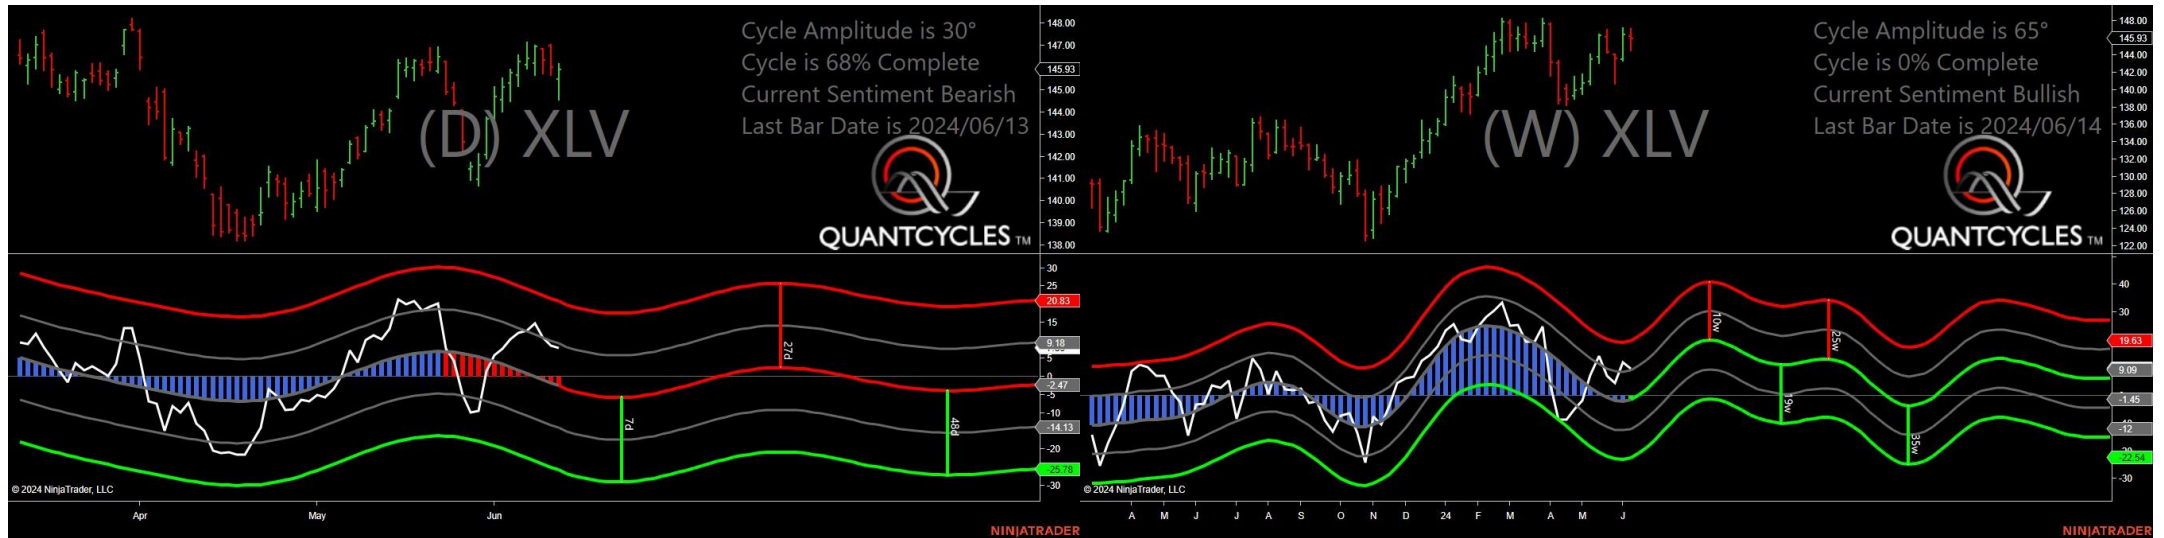 Cycle Amplitude is 30°
Cycle is 68% Complete
Current Sentiment Bearish
Last Bar Date is 2024/06/13
(D) XLV
QUANTCYCLES TM
148.00
147.00
145.93
145.00
144.00
143.00
142.00
141.00
140.00
139.00
138.00
30
25
20.83
15
9.18
5
0
-2.47
-5
-10
-14.13
-20
-25.78
-30
27d
7d
48d
© 2024 NinjaTrader, LLC
Apr May Jun
NINJATRADER
Cycle Amplitude is 65°
Cycle is 0% Complete
Current Sentiment Bullish
Last Bar Date is 2024/06/14
(W) XLV
QUANTCYCLES TM
148.00
145.93
144.00
142.00
140.00
138.00
136.00
134.00
132.00
130.00
128.00
126.00
124.00
122.00
40
30
19.63
9.09
-1.45
-12
-22.54
-30
10w
25w
19w
35w
© 2024 NinjaTrader, LLC
A M J J A S O N D 24 F M A M J
NINJATRADER